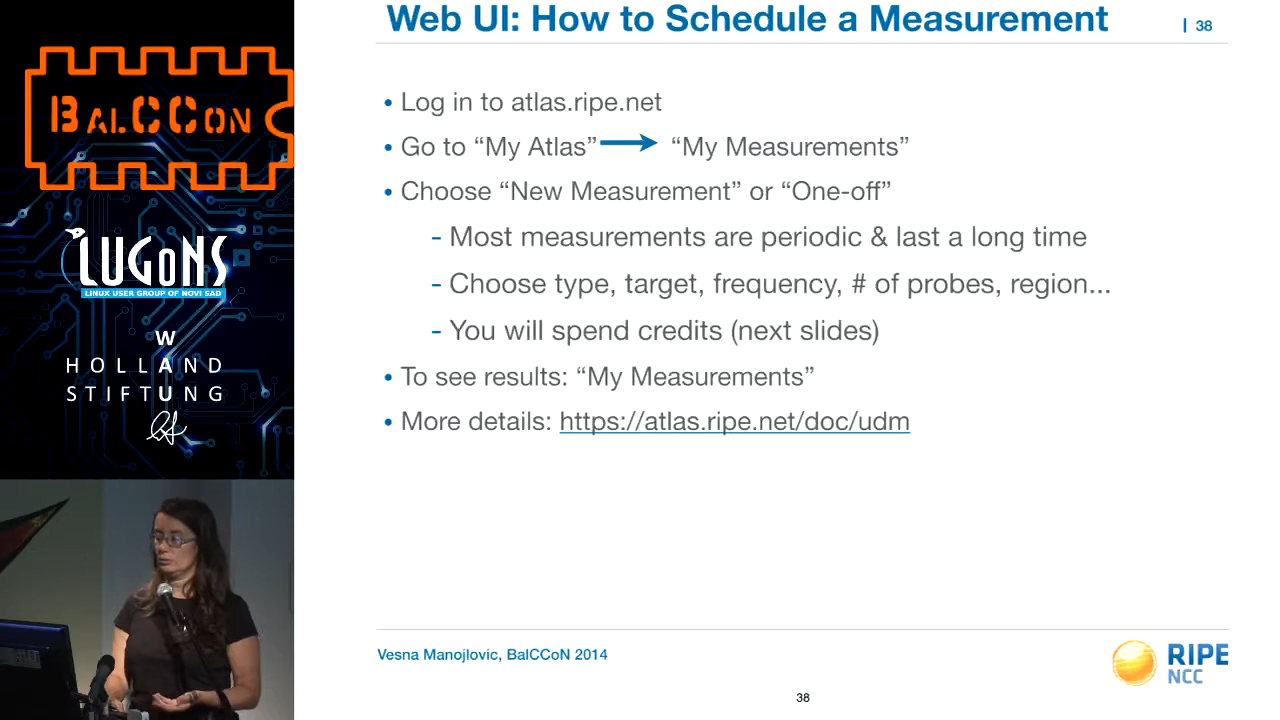 Web UI: How to Schedule a Measurement
| 38
BALCCON
LUGoNS
LINUX USER GROUP OF NOVI SAD
W
HOLLAND
STIFTUNG
• Log in to atlas.ripe.net
• Go to “My Atlas” → “My Measurements”
• Choose “New Measurement” or “One-off”
- Most measurements are periodic & last a long time
- Choose type, target, frequency, # of probes, region...
- You will spend credits (next slides)
• To see results: “My Measurements”
• More details: https://atlas.ripe.net/doc/udm
Vesna Manojlovic, BalCCoN 2014
RIPE
NCC
38